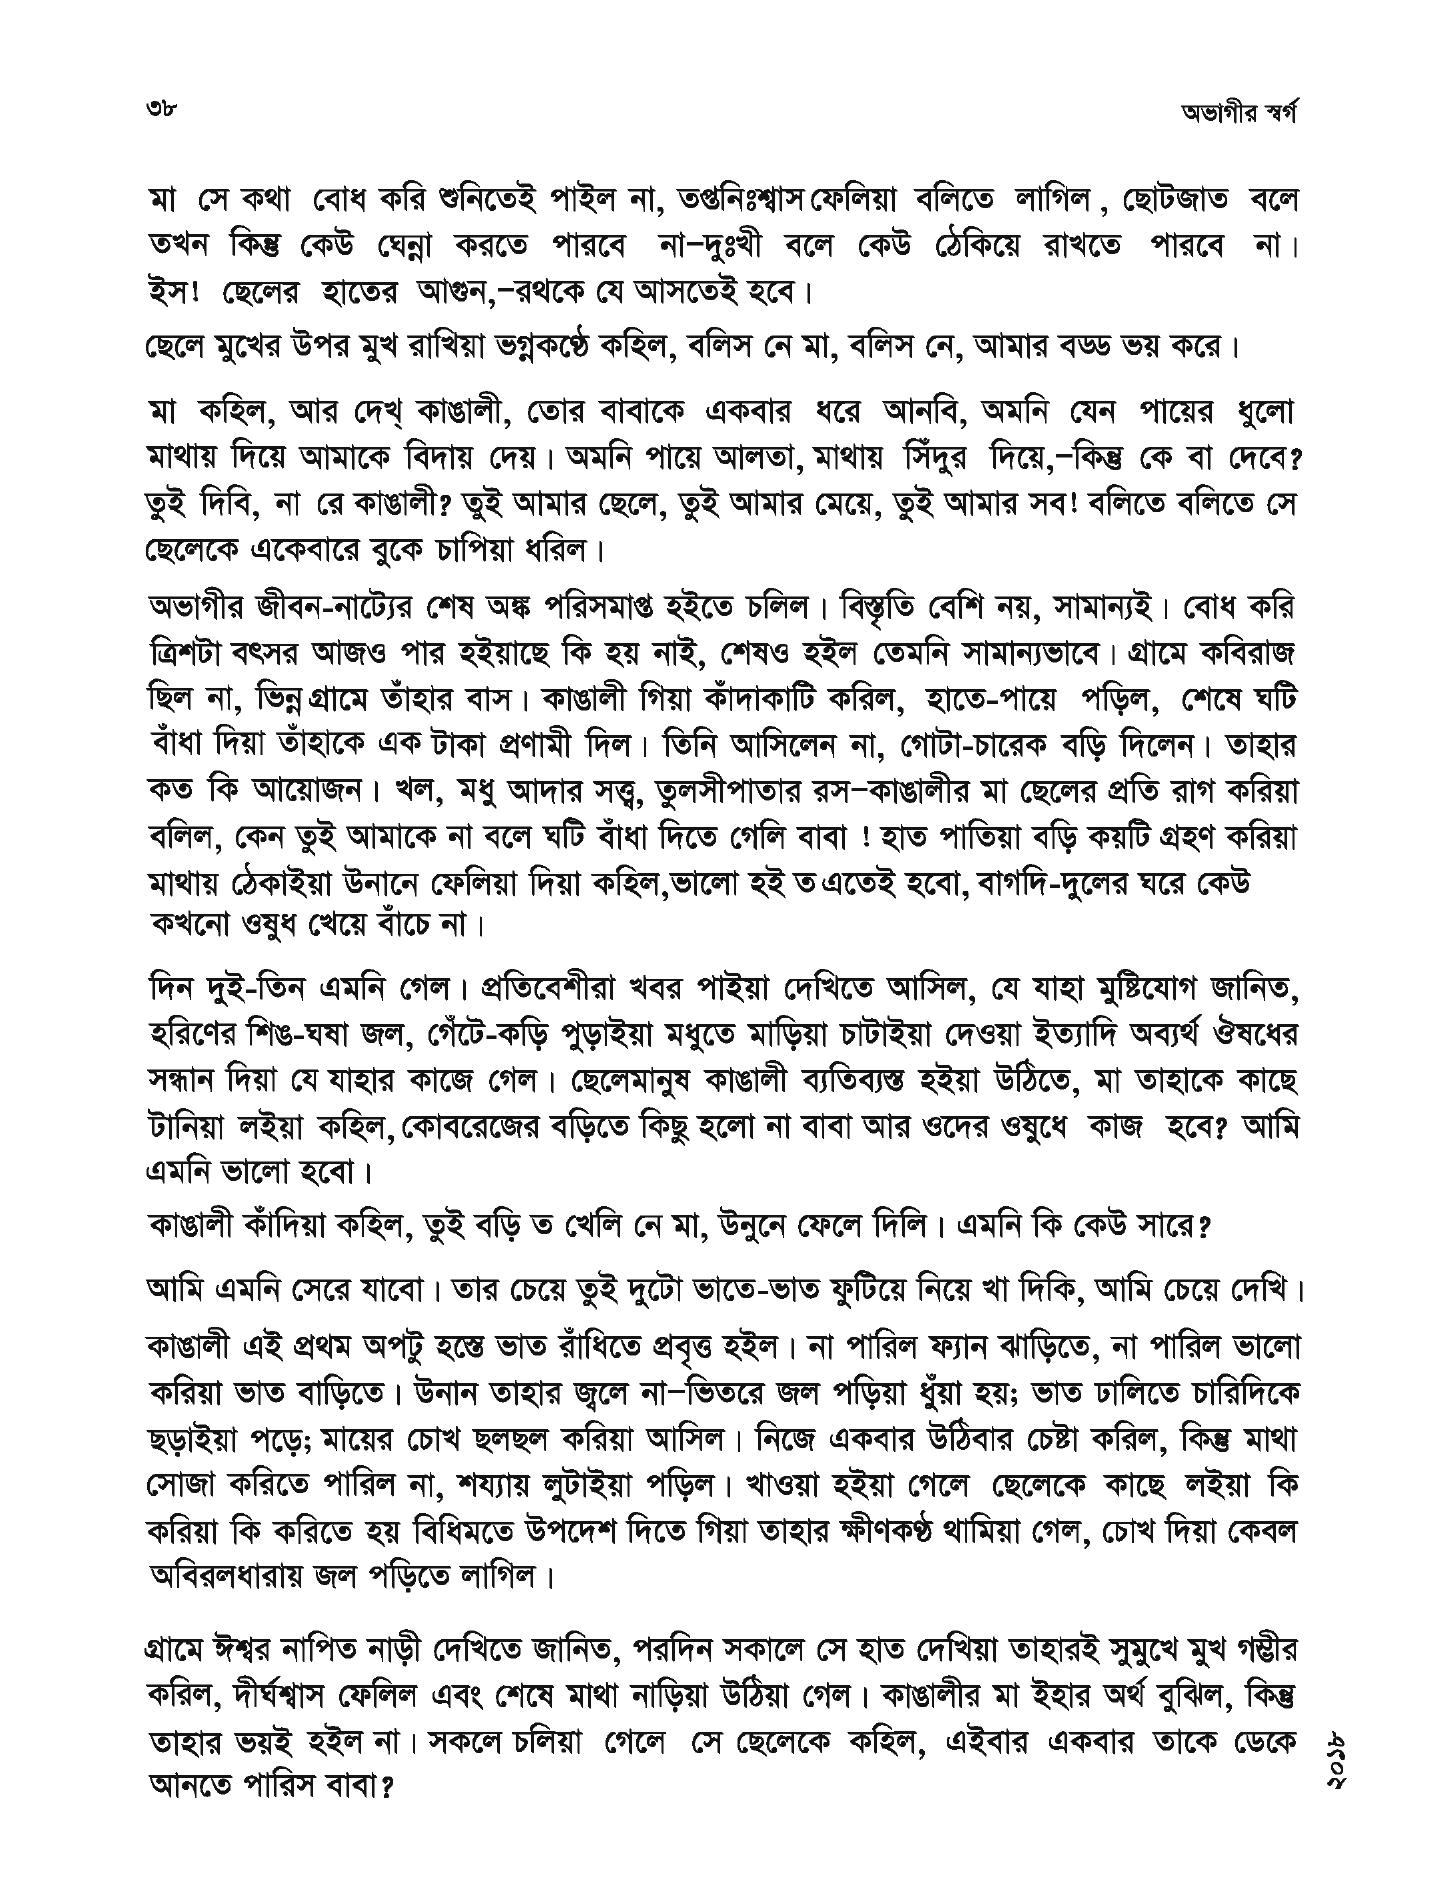 ৩৮
অভাগীর স্বর্গ
মা সে কথা বোধ করি শুনিতেই পাইল না, তপ্তনিঃশ্বাস ফেলিয়া বলিতে লাগিল, ছোটজাত বলে
তখন কিন্তু কেউ ঘেন্না করতে পারবে না–দুঃখী বলে কেউ ঠেকিয়ে রাখতে পারবে না।
ইস! ছেলের হাতের আগুন,–রথকে যে আসতেই হবে।
ছেলে মুখের উপর মুখ রাখিয়া ভগ্নকণ্ঠে কহিল, বলিস নে মা, বলিস নে, আমার বড্ড ভয় করে।
মা কহিল, আর দেখ্ কাঙালী, তোর বাবাকে একবার ধরে আনবি, অমনি যেন পায়ের ধুলো
মাথায় দিয়ে আমাকে বিদায় দেয়। অমনি পায়ে আলতা, মাথায় সিঁদুর দিয়ে,–কিন্তু কে বা দেবে?
তুই দিবি, না রে কাঙালী? তুই আমার ছেলে, তুই আমার মেয়ে, তুই আমার সব! বলিতে বলিতে সে
ছেলেকে একেবারে বুকে চাপিয়া ধরিল।
অভাগীর জীবন-নাট্যের শেষ অঙ্ক পরিসমাপ্ত হইতে চলিল। বিস্তৃতি বেশি নয়, সামান্যই। বোধ করি
ত্রিশটা বৎসর আজও পার হইয়াছে কি হয় নাই, শেষও হইল তেমনি সামান্যভাবে। গ্রামে কবিরাজ
ছিল না, ভিন্ন গ্রামে তাঁহার বাস। কাঙালী গিয়া কাঁদাকাটি করিল, হাতে-পায়ে পড়িল, শেষে ঘটি
বাঁধা দিয়া তাঁহাকে এক টাকা প্রণামী দিল। তিনি আসিলেন না, গোটা-চারেক বড়ি দিলেন। তাহার
কত কি আয়োজন। খল, মধু আদার সত্ত্ব, তুলসীপাতার রস–কাঙালীর মা ছেলের প্রতি রাগ করিয়া
বলিল, কেন তুই আমাকে না বলে ঘটি বাঁধা দিতে গেলি বাবা ! হাত পাতিয়া বড়ি কয়টি গ্রহণ করিয়া
মাথায় ঠেকাইয়া উনানে ফেলিয়া দিয়া কহিল,ভালো হই ত এতেই হবো, বাগদি-দুলের ঘরে কেউ
কখনো ওষুধ খেয়ে বাঁচে না।
দিন দুই-তিন এমনি গেল। প্রতিবেশীরা খবর পাইয়া দেখিতে আসিল, যে যাহা মুষ্টিযোগ জানিত,
হরিণের শিঙ-ঘষা জল, গেঁটে-কড়ি পুড়াইয়া মধুতে মাড়িয়া চাটাইয়া দেওয়া ইত্যাদি অব্যর্থ ঔষধের
সন্ধান দিয়া যে যাহার কাজে গেল। ছেলেমানুষ কাঙালী ব্যতিব্যস্ত হইয়া উঠিতে, মা তাহাকে কাছে
টানিয়া লইয়া কহিল, কোবরেজের বড়িতে কিছু হলো না বাবা আর ওদের ওষুধে কাজ হবে? আমি
এমনি ভালো হবো।
কাঙালী কাঁদিয়া কহিল, তুই বড়ি ত খেলি নে মা, উনুনে ফেলে দিলি। এমনি কি কেউ সারে?
আমি এমনি সেরে যাবো। তার চেয়ে তুই দুটো ভাতে-ভাত ফুটিয়ে নিয়ে খা দিকি, আমি চেয়ে দেখি।
কাঙালী এই প্রথম অপটু হস্তে ভাত রাঁধিতে প্রবৃত্ত হইল। না পারিল ফ্যান ঝাড়িতে, না পারিল ভালো
করিয়া ভাত বাড়িতে। উনান তাহার জ্বলে না–ভিতরে জল পড়িয়া ধুঁয়া হয়; ভাত ঢালিতে চারিদিকে
ছড়াইয়া পড়ে; মায়ের চোখ ছলছল করিয়া আসিল। নিজে একবার উঠিবার চেষ্টা করিল, কিন্তু মাথা
সোজা করিতে পারিল না, শয্যায় লুটাইয়া পড়িল। খাওয়া হইয়া গেলে ছেলেকে কাছে লইয়া কি
করিয়া কি করিতে হয় বিধিমতে উপদেশ দিতে গিয়া তাহার ক্ষীণকণ্ঠ থামিয়া গেল, চোখ দিয়া কেবল
অবিরলধারায় জল পড়িতে লাগিল।
গ্রামে ঈশ্বর নাপিত নাড়ী দেখিতে জানিত, পরদিন সকালে সে হাত দেখিয়া তাহারই সুমুখে মুখ গম্ভীর
করিল, দীর্ঘশ্বাস ফেলিল এবং শেষে মাথা নাড়িয়া উঠিয়া গেল। কাঙালীর মা ইহার অর্থ বুঝিল, কিন্তু
তাহার ভয়ই হইল না। সকলে চলিয়া গেলে সে ছেলেকে কহিল, এইবার একবার তাকে ডেকে
আনতে পারিস বাবা?
২০১৮